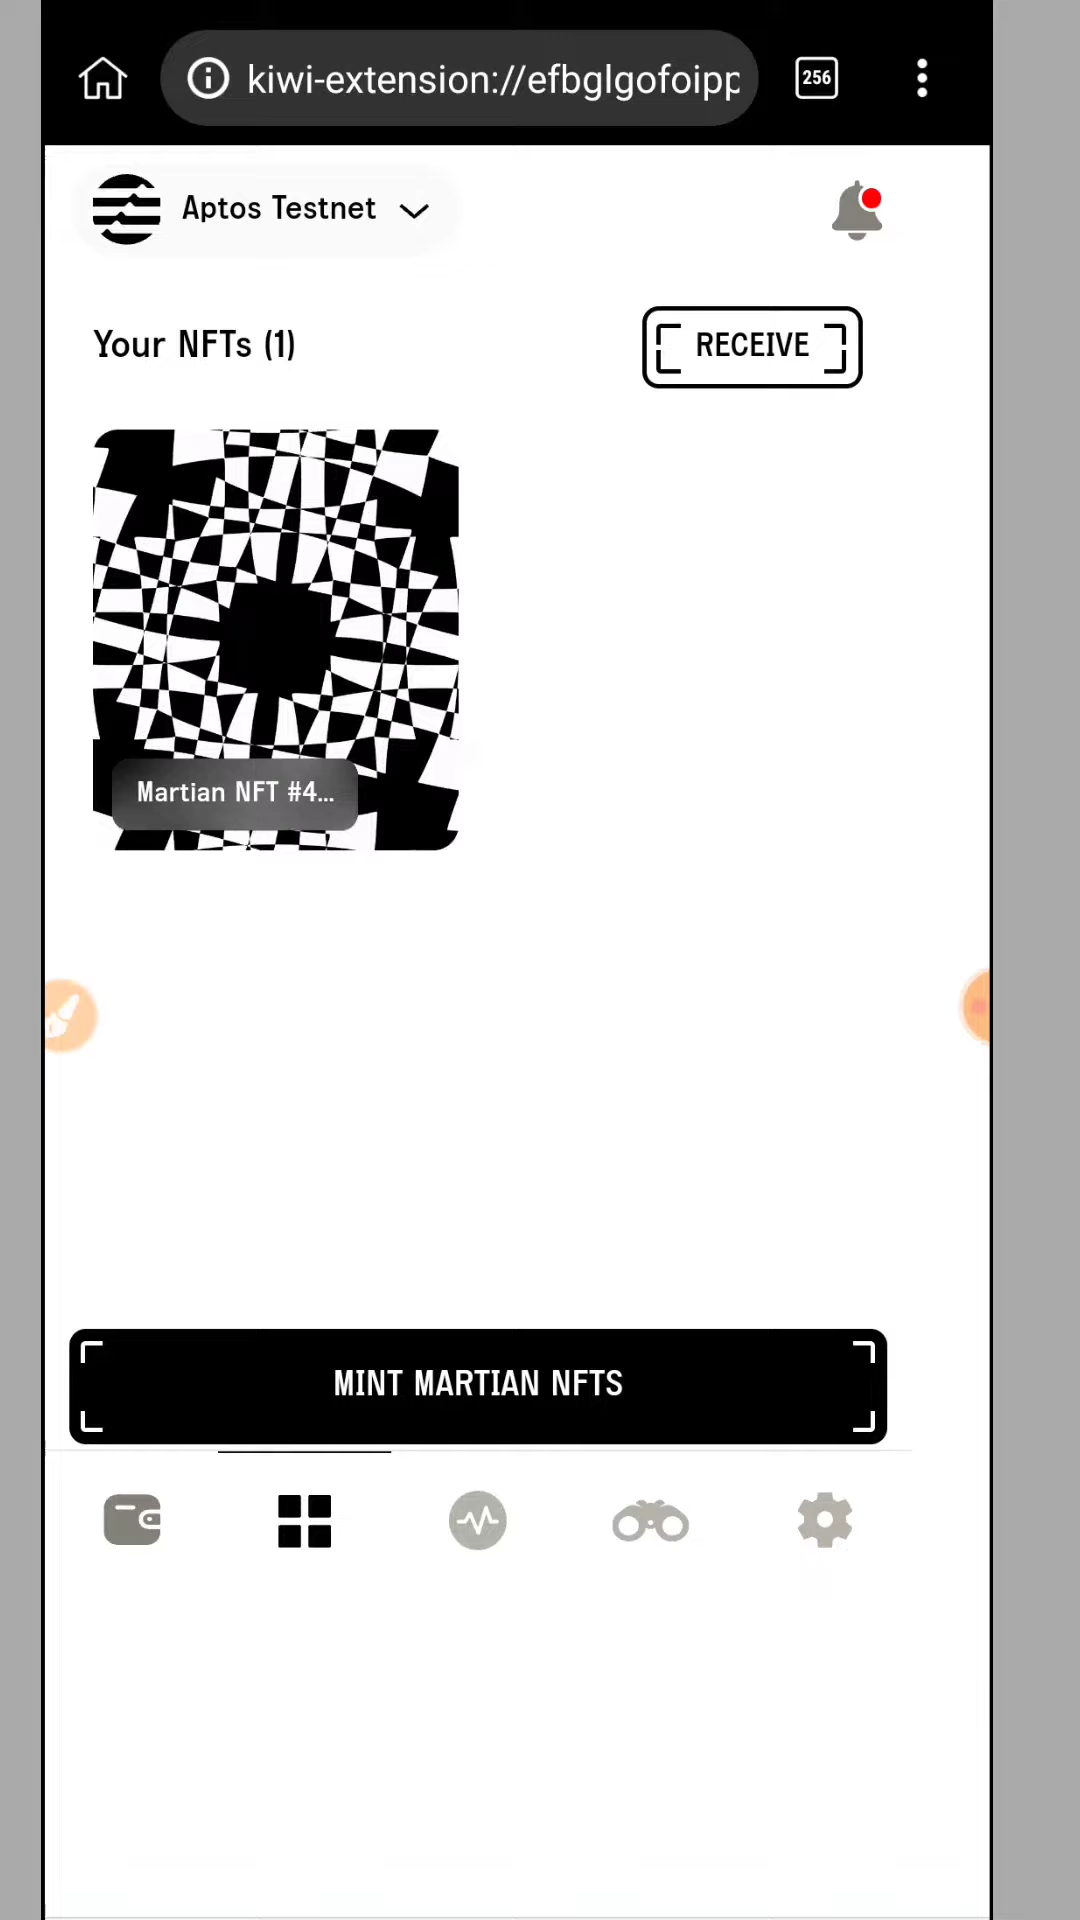 kiwi-extension://efbglgofoipp
256
Aptos Testnet
Your NFTs (1)
RECEIVE
Martian NFT #4...
MINT MARTIAN NFTS